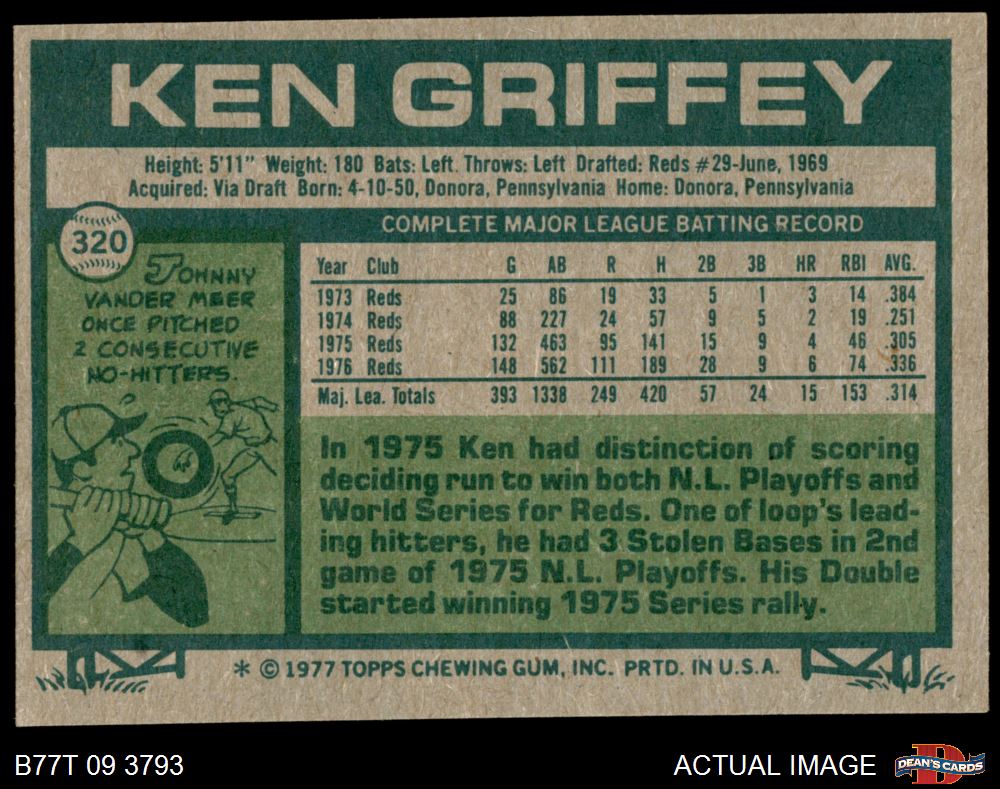 KEN GRIFFEY
Height: 5'11" Weight: 180 Bats: Left. Throws: Left Drafted: Reds #29-June, 1969
Acquired: Via Draft Born: 4-10-50, Donora, Pennsylvania Home: Donora, Pennsylvania
320
JOHNNY
VANDER MEER
ONCE PITCHED
2 CONSECUTIVE
NO-HITTERS.
COMPLETE MAJOR LEAGUE BATTING RECORD
Year Club G AB R H 2B 3B HR RBI AVG.
1973 Reds 25 86 19 33 5 1 3 14 .384
1974 Reds 88 227 24 57 9 5 2 19 .251
1975 Reds 132 463 95 141 15 9 4 46 .305
1976 Reds 148 562 111 189 28 9 6 74 .336
Maj. Lea. Totals 393 1338 249 420 57 24 15 153 .314
In 1975 Ken had distinction of scoring
deciding run to win both N.L. Playoffs and
World Series for Reds. One of loop's lead-
ing hitters, he had 3 Stolen Bases in 2nd
game of 1975 N.L. Playoffs. His Double
started winning 1975 Series rally.
* © 1977 TOPPS CHEWING GUM, INC. PRTD. IN U.S.A.
B77T 09 3793
ACTUAL IMAGE
D
DEAN'S CARDS